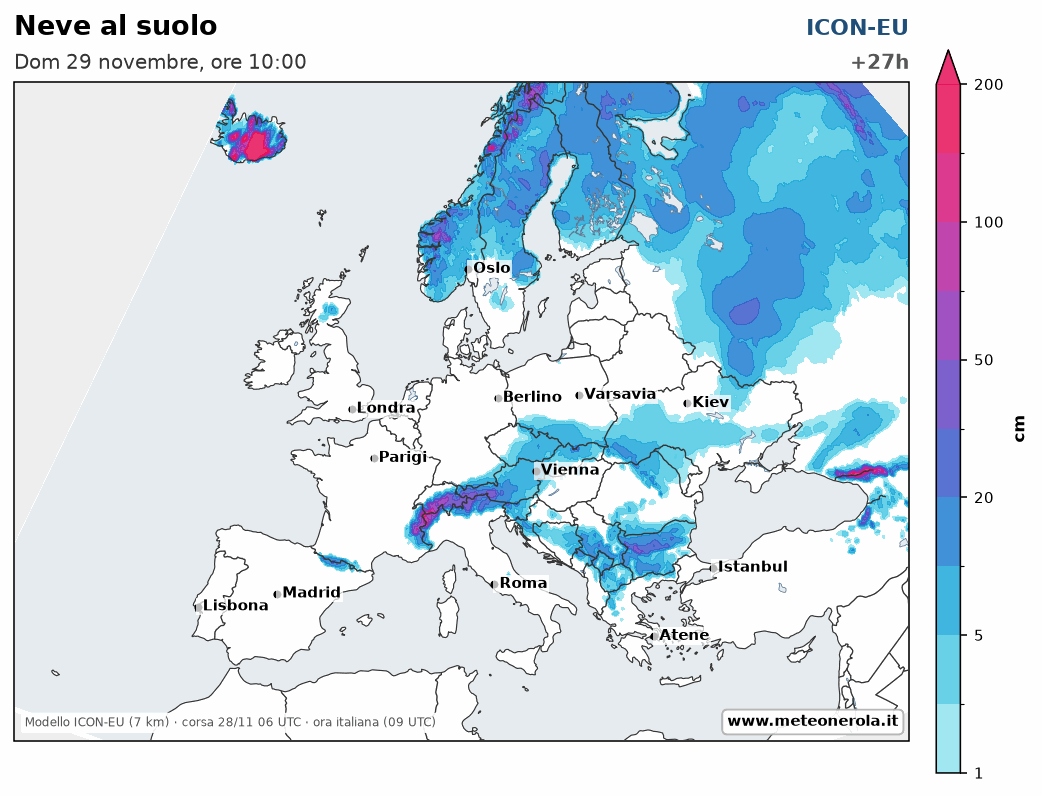 Neve al suolo
ICON-EU
Dom 29 novembre, ore 10:00
+27h
200
100
50
20
5
1
cm
Oslo
Londra
Berlino
Varsavia
Kiev
Parigi
Vienna
Istanbul
Madrid
Roma
Lisbona
Atene
Modello ICON-EU (7 km) · corsa 28/11 06 UTC · ora italiana (09 UTC)
www.meteonerola.it